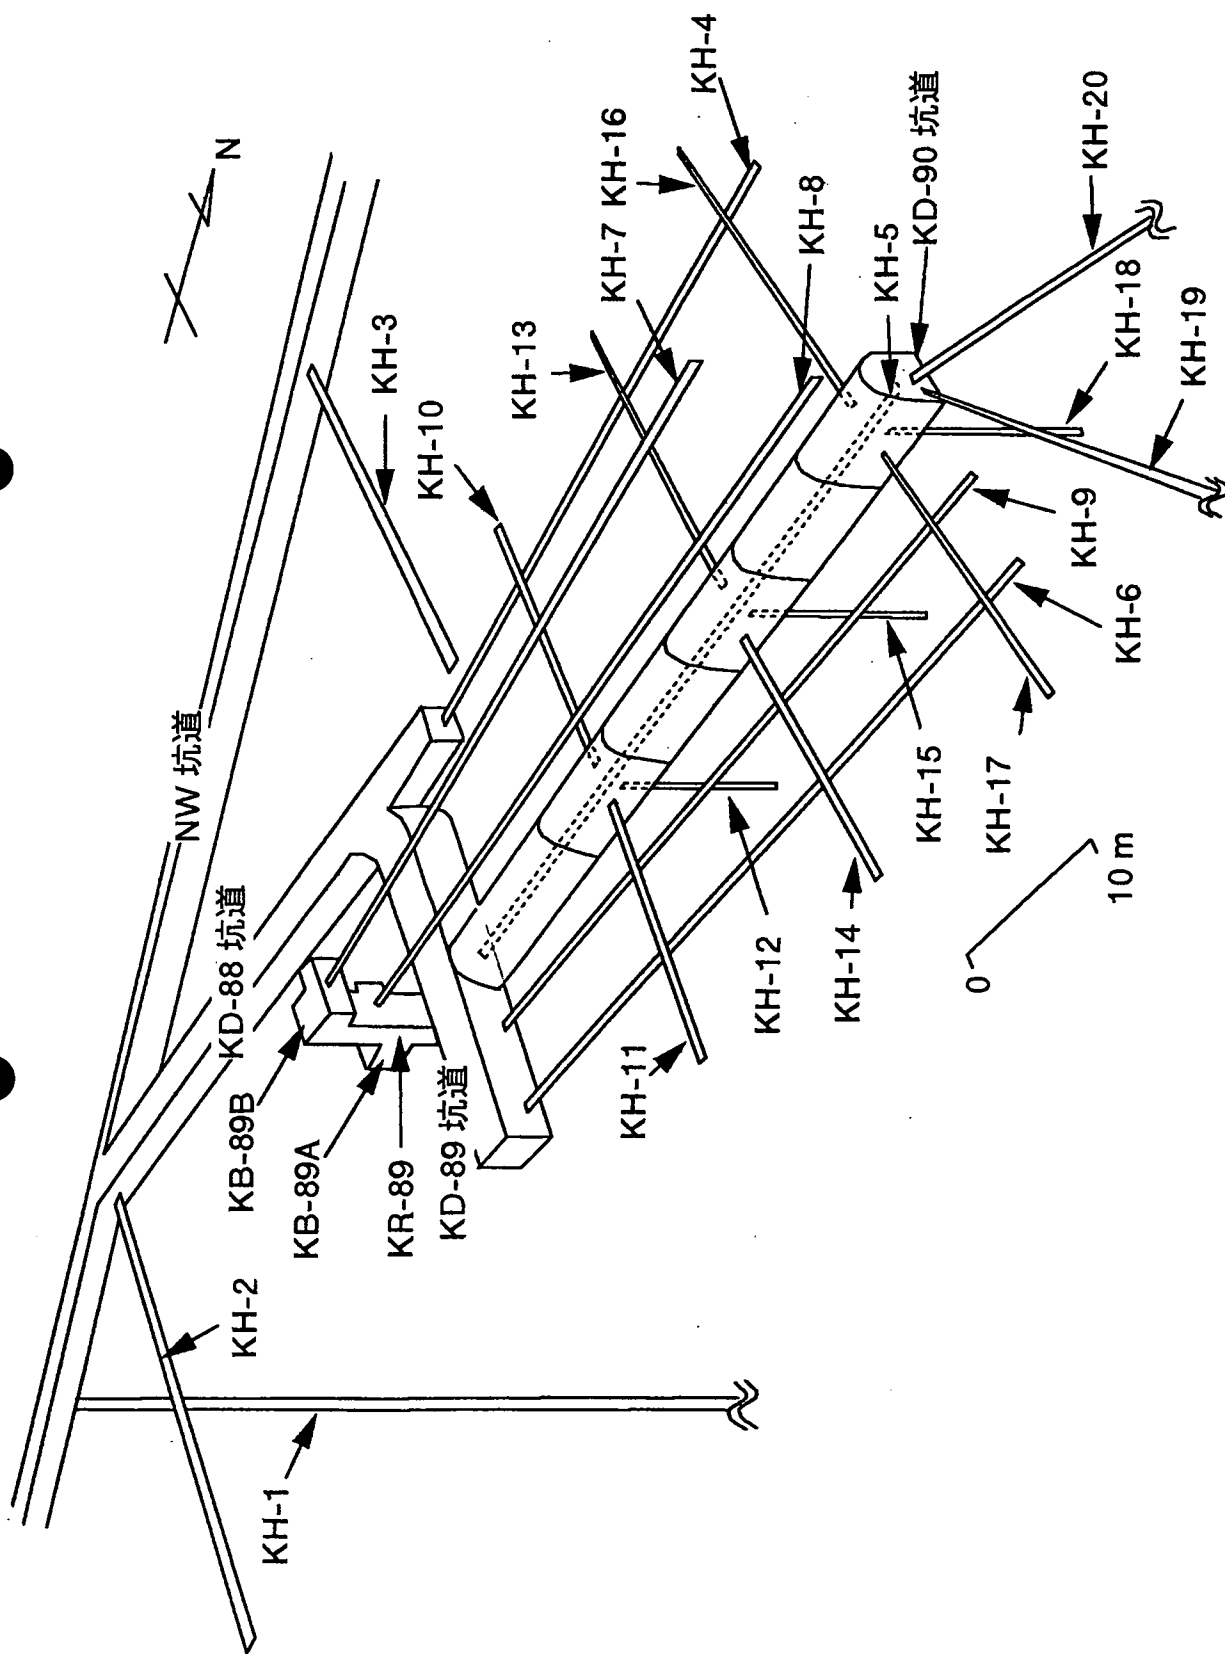 N
NW 坑道
KH-3
KH-4
KH-7
KH-16
KH-13
KH-10
KH-8
KH-5
KD-90 坑道
KH-20
KD-88 坑道
KB-89B
KB-89A
KR-89
KD-89 坑道
KH-2
KH-1
KH-18
KH-19
KH-9
KH-6
KH-17
KH-15
KH-14
KH-12
KH-11
0
10 m